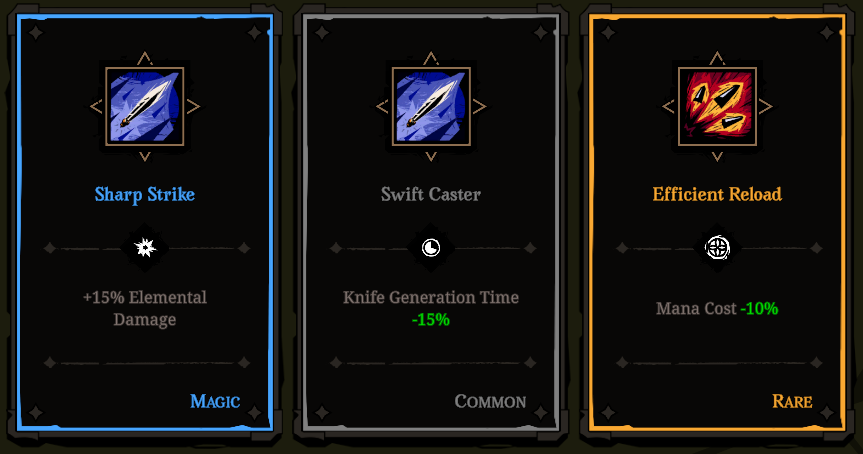 Sharp Strike
+15% Elemental
Damage
Magic
Swift Caster
Knife Generation Time
-15%
Common
Efficient Reload
Mana Cost -10%
Rare